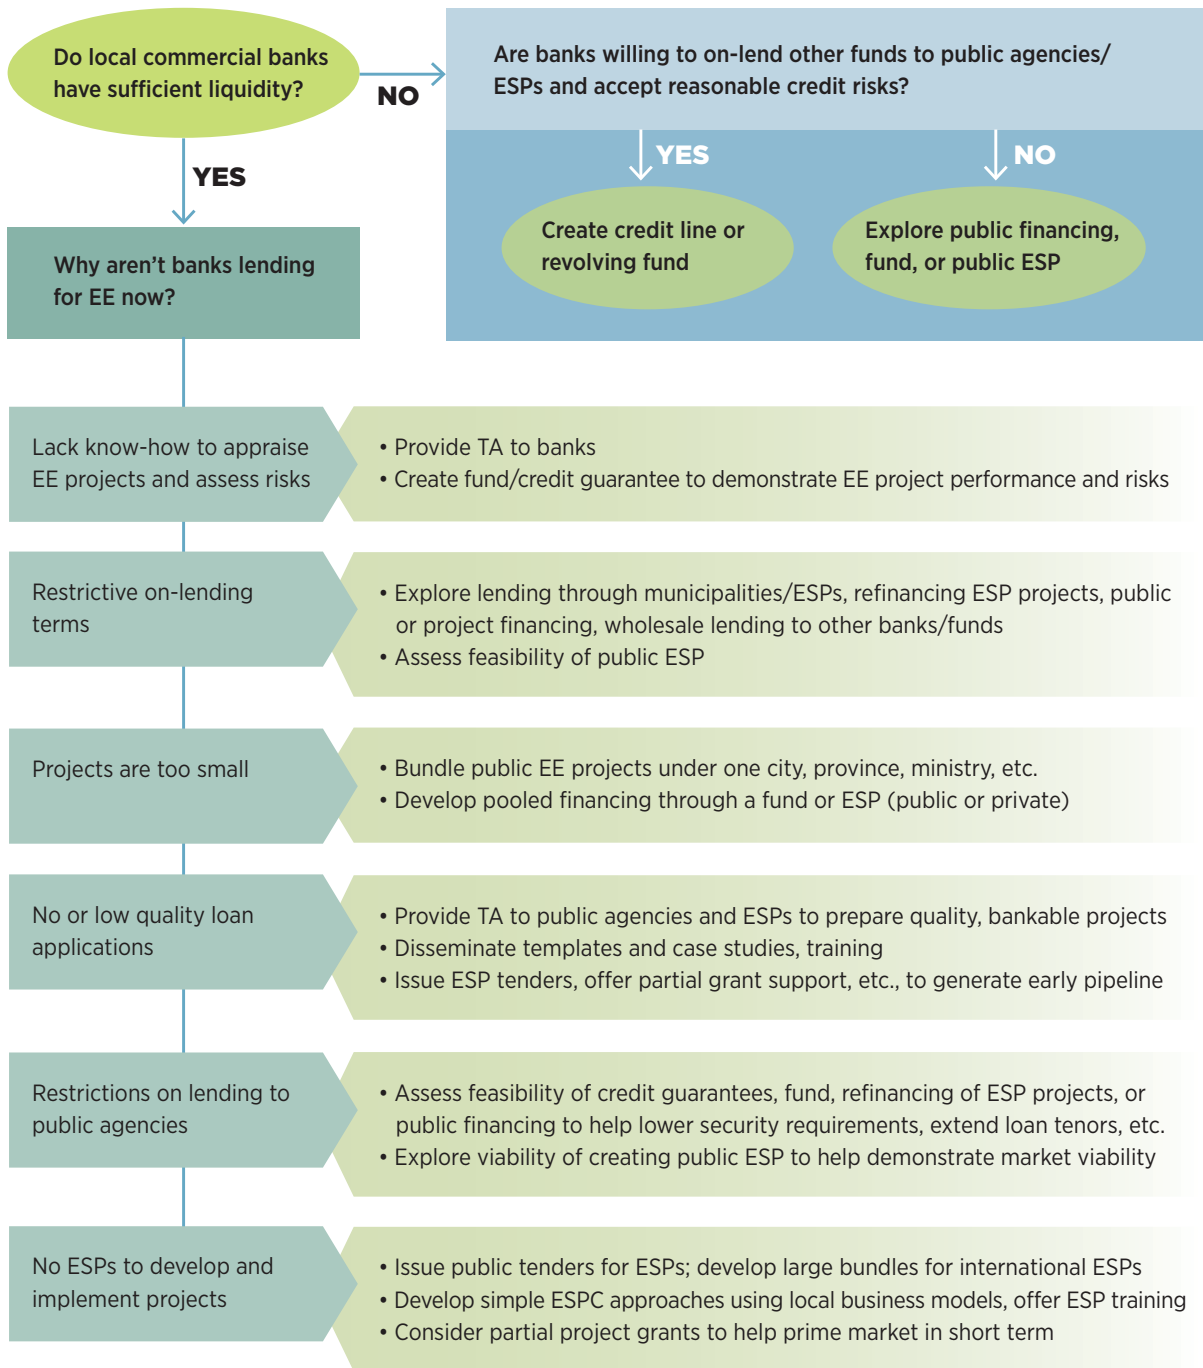 Do local commercial banks
have sufficient liquidity?
NO
Are banks willing to on-lend other funds to public agencies/
ESPs and accept reasonable credit risks?
YES
NO
Create credit line or
revolving fund
Explore public financing,
fund, or public ESP
YES
Why aren’t banks lending
for EE now?
Lack know-how to appraise
EE projects and assess risks
• Provide TA to banks
• Create fund/credit guarantee to demonstrate EE project performance and risks
Restrictive on-lending
terms
• Explore lending through municipalities/ESPs, refinancing ESP projects, public
or project financing, wholesale lending to other banks/funds
• Assess feasibility of public ESP
Projects are too small
• Bundle public EE projects under one city, province, ministry, etc.
• Develop pooled financing through a fund or ESP (public or private)
No or low quality loan
applications
• Provide TA to public agencies and ESPs to prepare quality, bankable projects
• Disseminate templates and case studies, training
• Issue ESP tenders, offer partial grant support, etc., to generate early pipeline
Restrictions on lending to
public agencies
• Assess feasibility of credit guarantees, fund, refinancing of ESP projects, or
public financing to help lower security requirements, extend loan tenors, etc.
• Explore viability of creating public ESP to help demonstrate market viability
No ESPs to develop and
implement projects
• Issue public tenders for ESPs; develop large bundles for international ESPs
• Develop simple ESPC approaches using local business models, offer ESP training
• Consider partial project grants to help prime market in short term